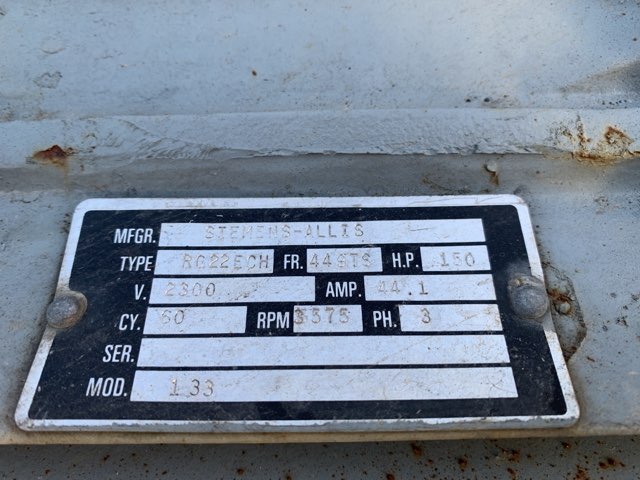 MFGR. SIEMENS-ALLIS
TYPE RG22ECH FR. 446TS H.P. 150
V. 2300 AMP. 44.1
CY. 60 RPM 3575 PH. 3
SER.
MOD. 133